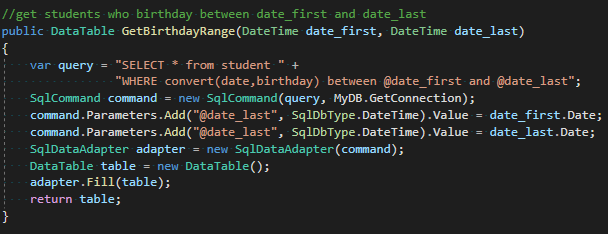 //get students who birthday between date_first and date_last
public DataTable GetBirthdayRange(DateTime date_first, DateTime date_last)
{
    var query = "SELECT * from student " +
                "WHERE convert(date,birthday) between @date_first and @date_last";
    SqlCommand command = new SqlCommand(query, MyDB.GetConnection);
    command.Parameters.Add("@date_last", SqlDbType.DateTime).Value = date_first.Date;
    command.Parameters.Add("@date_last", SqlDbType.DateTime).Value = date_last.Date;
    SqlDataAdapter adapter = new SqlDataAdapter(command);
    DataTable table = new DataTable();
    adapter.Fill(table);
    return table;
}